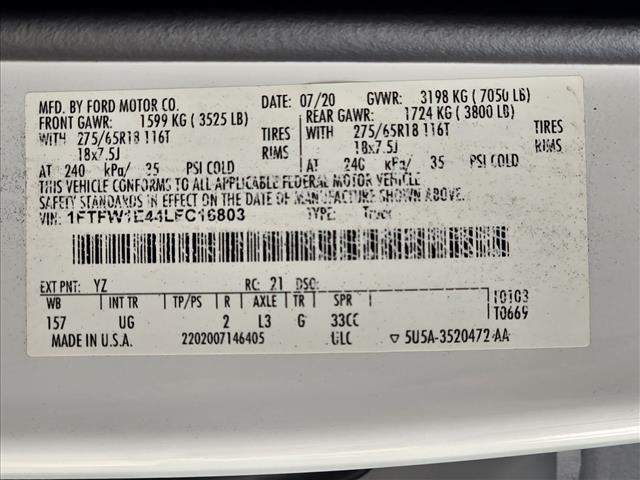 MFD. BY FORD MOTOR CO.
DATE: 07/20 GVWR: 3198 KG ( 7050 LB)
FRONT GAWR: 1599 KG ( 3525 LB)
REAR GAWR: 1724 KG ( 3800 LB)
WITH 275/65R18 116T TIRES
WITH 275/65R18 116T TIRES
18x7.5J RIMS
18x7.5J RIMS
AT 240 kPa/ 35 PSI COLD
AT 240 kPa/ 35 PSI COLD
THIS VEHICLE CONFORMS TO ALL APPLICABLE FEDERAL MOTOR VEHICLE
SAFETY STANDARDS IN EFFECT ON THE DATE OF MANUFACTURE SHOWN ABOVE.
VIN: 1FTFW1E44LFC16803 TYPE: Truck
EXT PNT: YZ RC: 21 DSO:
WB INT TR TP/PS R AXLE TR SPR
157 UG 2 L3 G 33CC
I0103
T0669
MADE IN U.S.A. 2202007146405 ULC ▽ 5U5A-3520472 AA